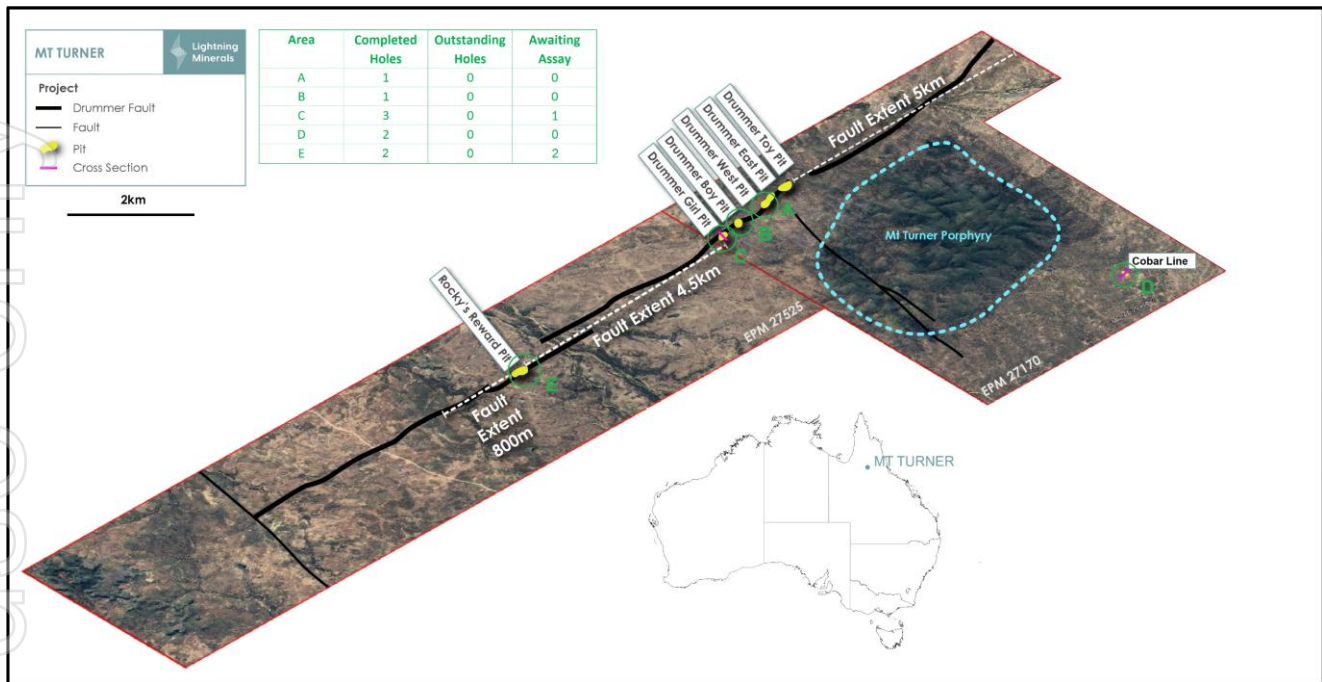 MT TURNER
Lightning
Minerals
Project
Drummer Fault
Fault
Pit
Cross Section
2km
Area Completed Holes Outstanding Holes Awaiting Assay
A 1 0 0
B 1 0 0
C 3 0 1
D 2 0 0
E 2 0 2
Drummer Toy Pit
Drummer East Pit
Drummer West Pit
Drummer Boy Pit
Drummer Girl Pit
Fault Extent 5km
A
B
C
Mt Turner Porphyry
Cobar Line
D
Rocky's Reward Pit
Fault Extent 4.5km
EPM 27525
EPM 27170
E
Fault
Extent
800m
MT TURNER